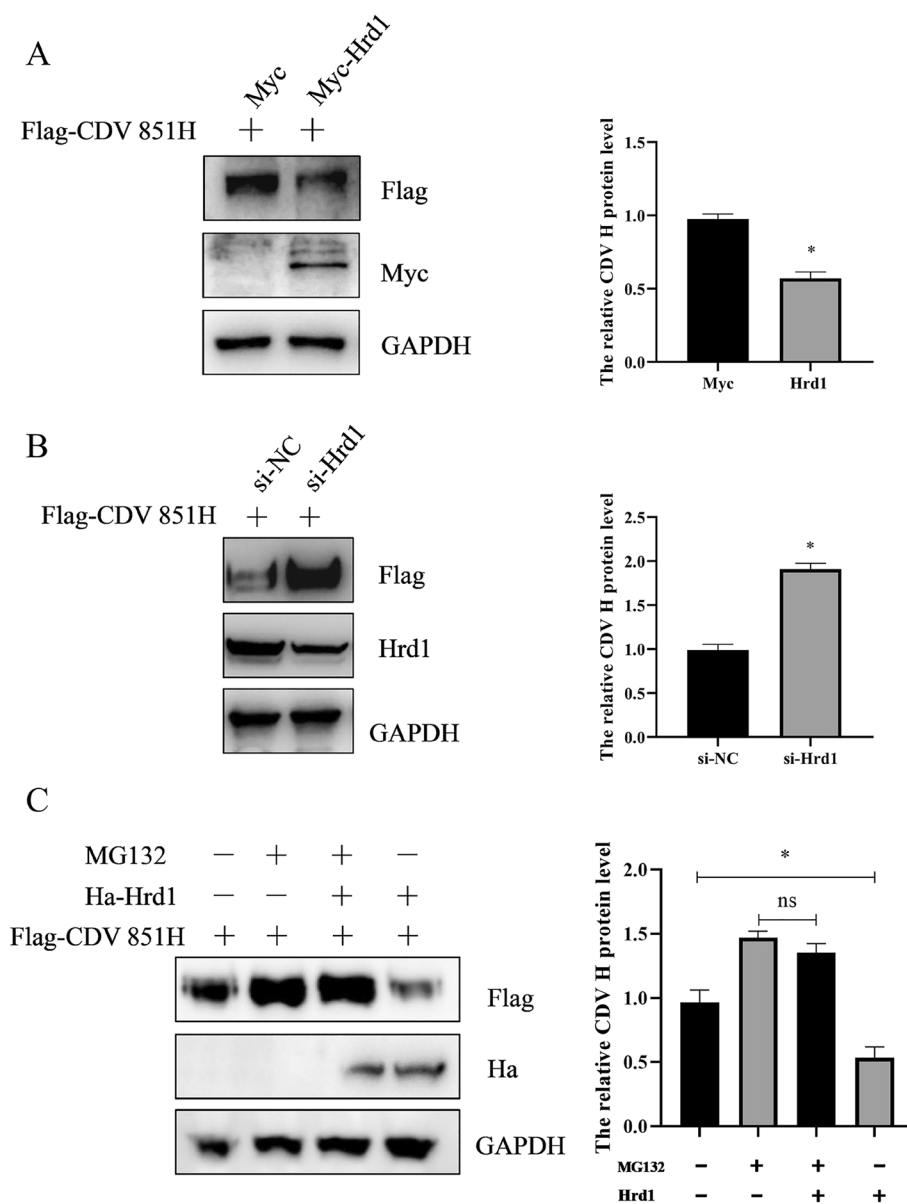 A
Myc Myc-Hrd1
Flag-CDV 851H + +
Flag
Myc
GAPDH
The relative CDV H protein level
1.5
1.0
0.5
0.0
*
Myc Hrd1
B
si-NC si-Hrd1
Flag-CDV 851H + +
Flag
Hrd1
GAPDH
The relative CDV H protein level
2.5
2.0
1.5
1.0
0.5
0.0
*
si-NC si-Hrd1
C
MG132 − + + −
Ha-Hrd1 − − + +
Flag-CDV 851H + + + +
Flag
Ha
GAPDH
The relative CDV H protein level
2.0
1.5
1.0
0.5
0.0
*
ns
MG132 − + + −
Hrd1 − − + +